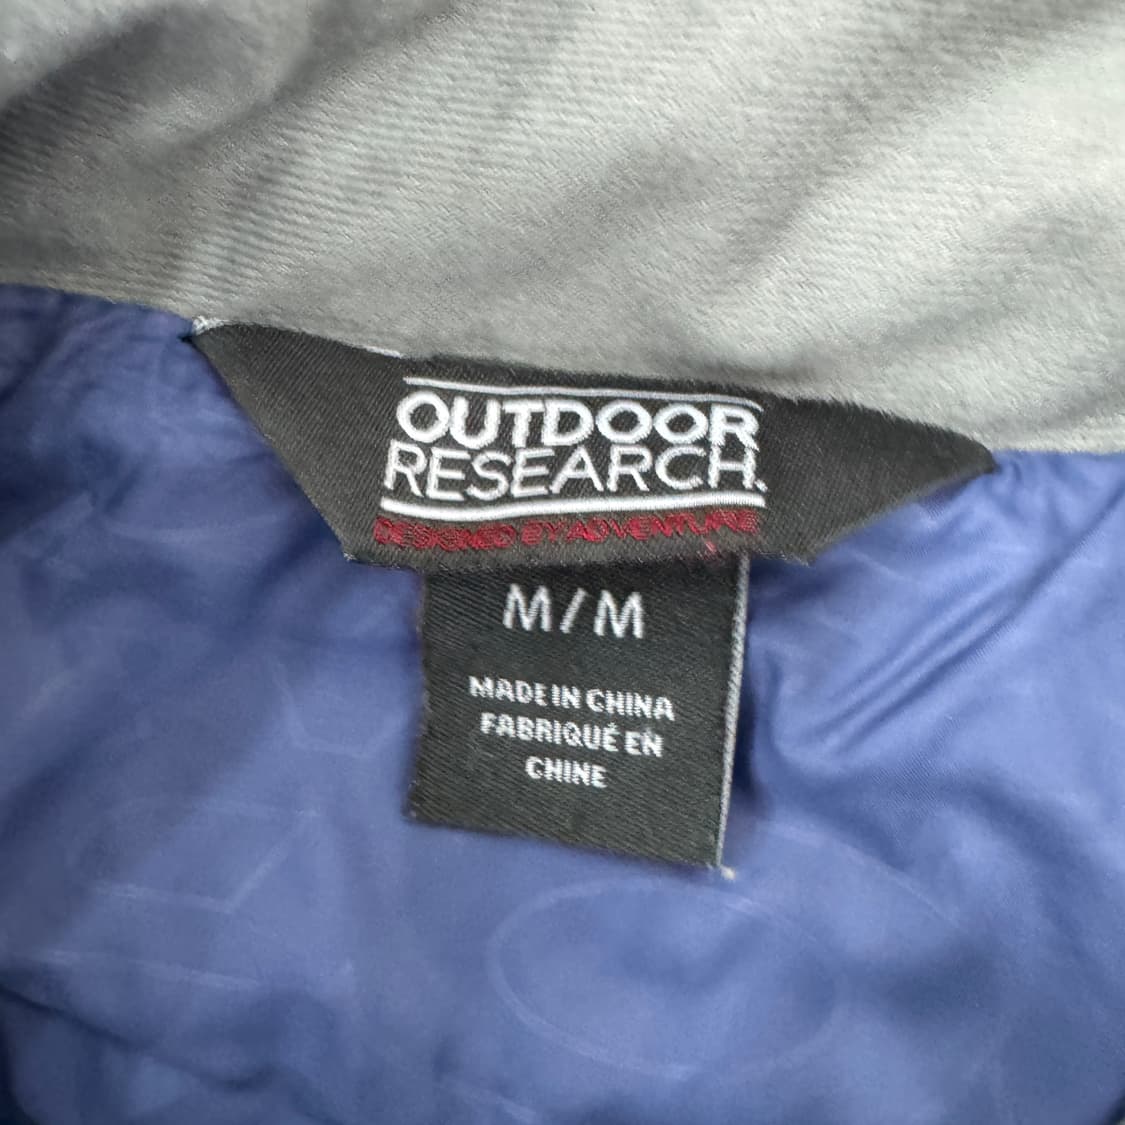 OUTDOOR
RESEARCH.
DESIGNED BY ADVENTURE
M/M
MADE IN CHINA
FABRIQUÉ EN
CHINE